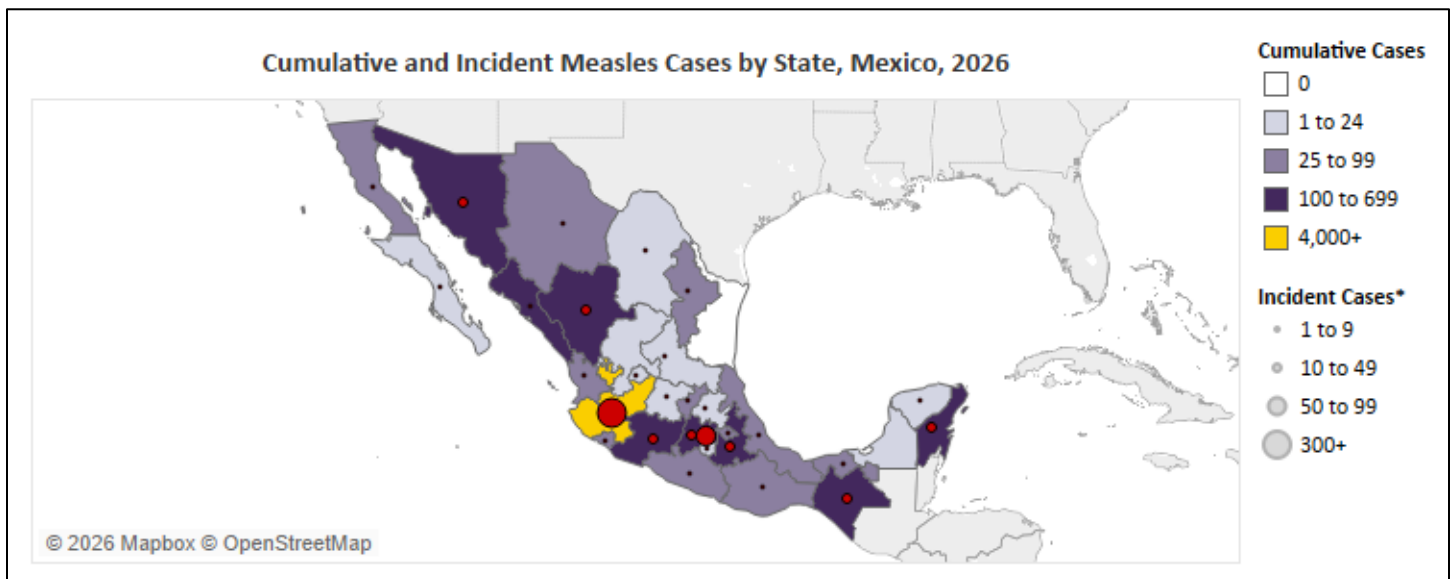 Cumulative and Incident Measles Cases by State, Mexico, 2026
Cumulative Cases
0
1 to 24
25 to 99
100 to 699
4,000+
Incident Cases*
1 to 9
10 to 49
50 to 99
300+
© 2026 Mapbox © OpenStreetMap